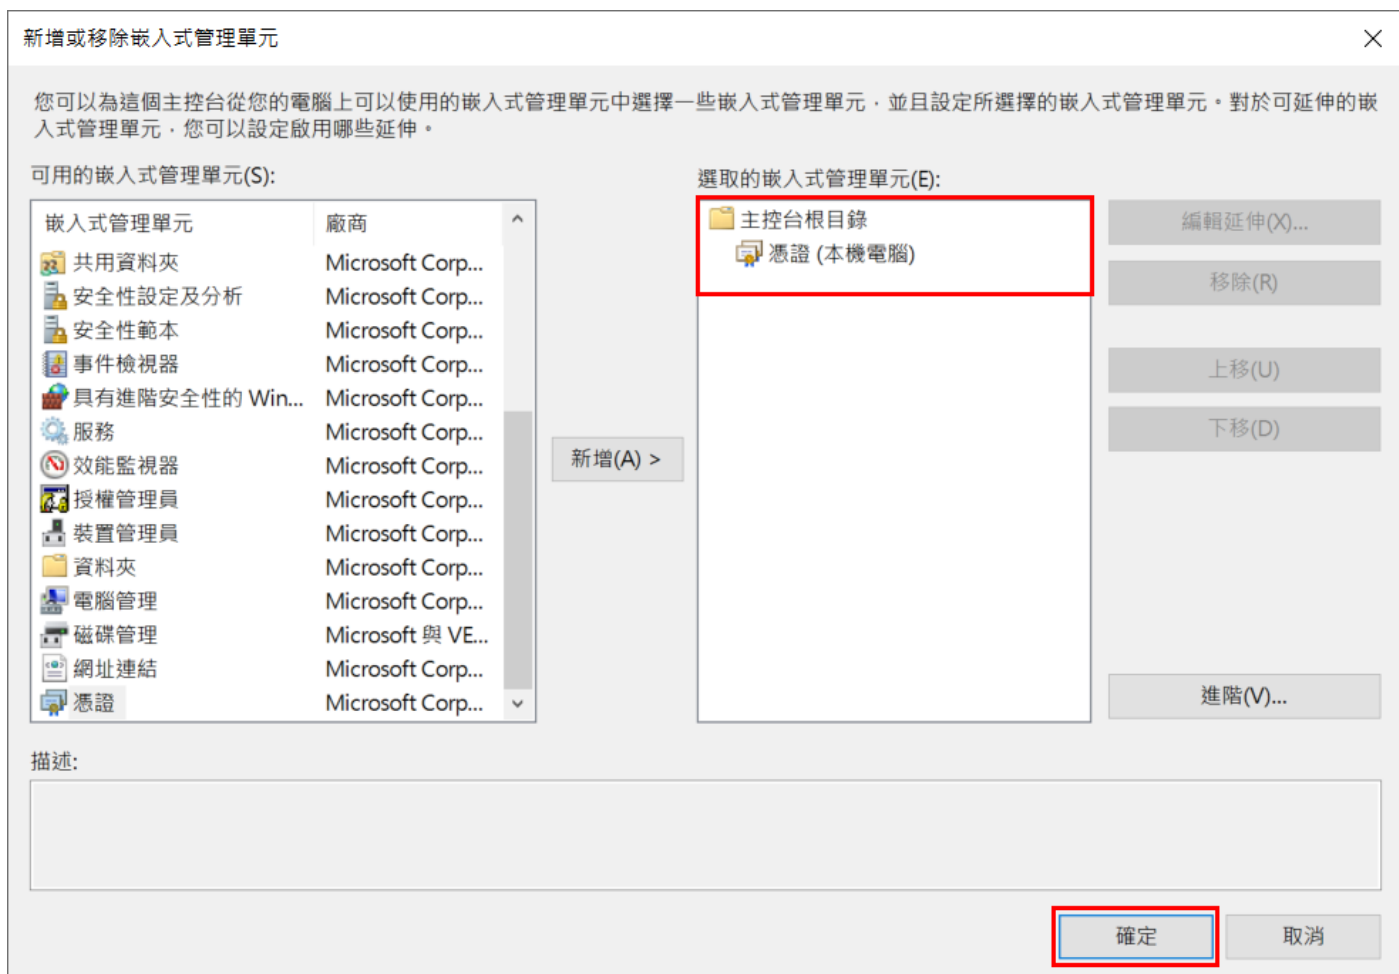 新增或移除嵌入式管理單元
您可以為這個主控台從您的電腦上可以使用的嵌入式管理單元中選擇一些嵌入式管理單元，並且設定所選擇的嵌入式管理單元。對於可延伸的嵌
入式管理單元，您可以設定啟用哪些延伸。
可用的嵌入式管理單元(S):
嵌入式管理單元 廠商
共用資料夾 Microsoft Corp...
安全性設定及分析 Microsoft Corp...
安全性範本 Microsoft Corp...
事件檢視器 Microsoft Corp...
具有進階安全性的 Win... Microsoft Corp...
服務 Microsoft Corp...
效能監視器 Microsoft Corp...
授權管理員 Microsoft Corp...
裝置管理員 Microsoft Corp...
資料夾 Microsoft Corp...
電腦管理 Microsoft Corp...
磁碟管理 Microsoft 與 VE...
網址連結 Microsoft Corp...
憑證 Microsoft Corp...
新增(A) >
選取的嵌入式管理單元(E):
主控台根目錄
憑證 (本機電腦)
編輯延伸(X)...
移除(R)
上移(U)
下移(D)
進階(V)...
描述:
確定
取消